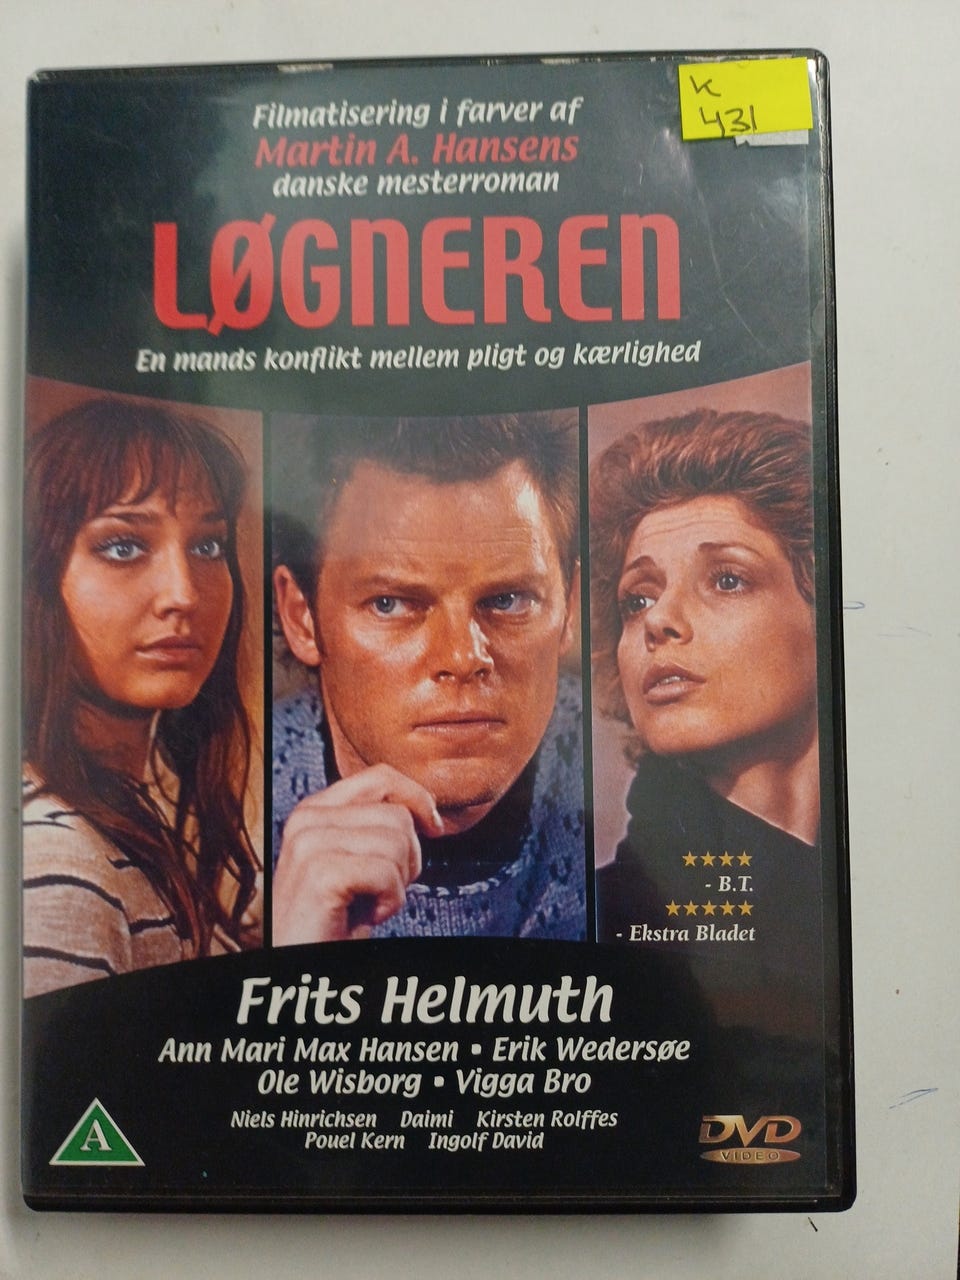 K
431
Filmatisering i farver af
Martin A. Hansens
danske mesterroman
LØGNEREN
En mands konflikt mellem pligt og kærlighed
- B.T.
- Ekstra Bladet
Frits Helmuth
Ann Mari Max Hansen • Erik Wedersøe
Ole Wisborg • Vigga Bro
Niels Hinrichsen Daimi Kirsten Rolffes
Pouel Kern Ingolf David
A
DVD
VIDEO